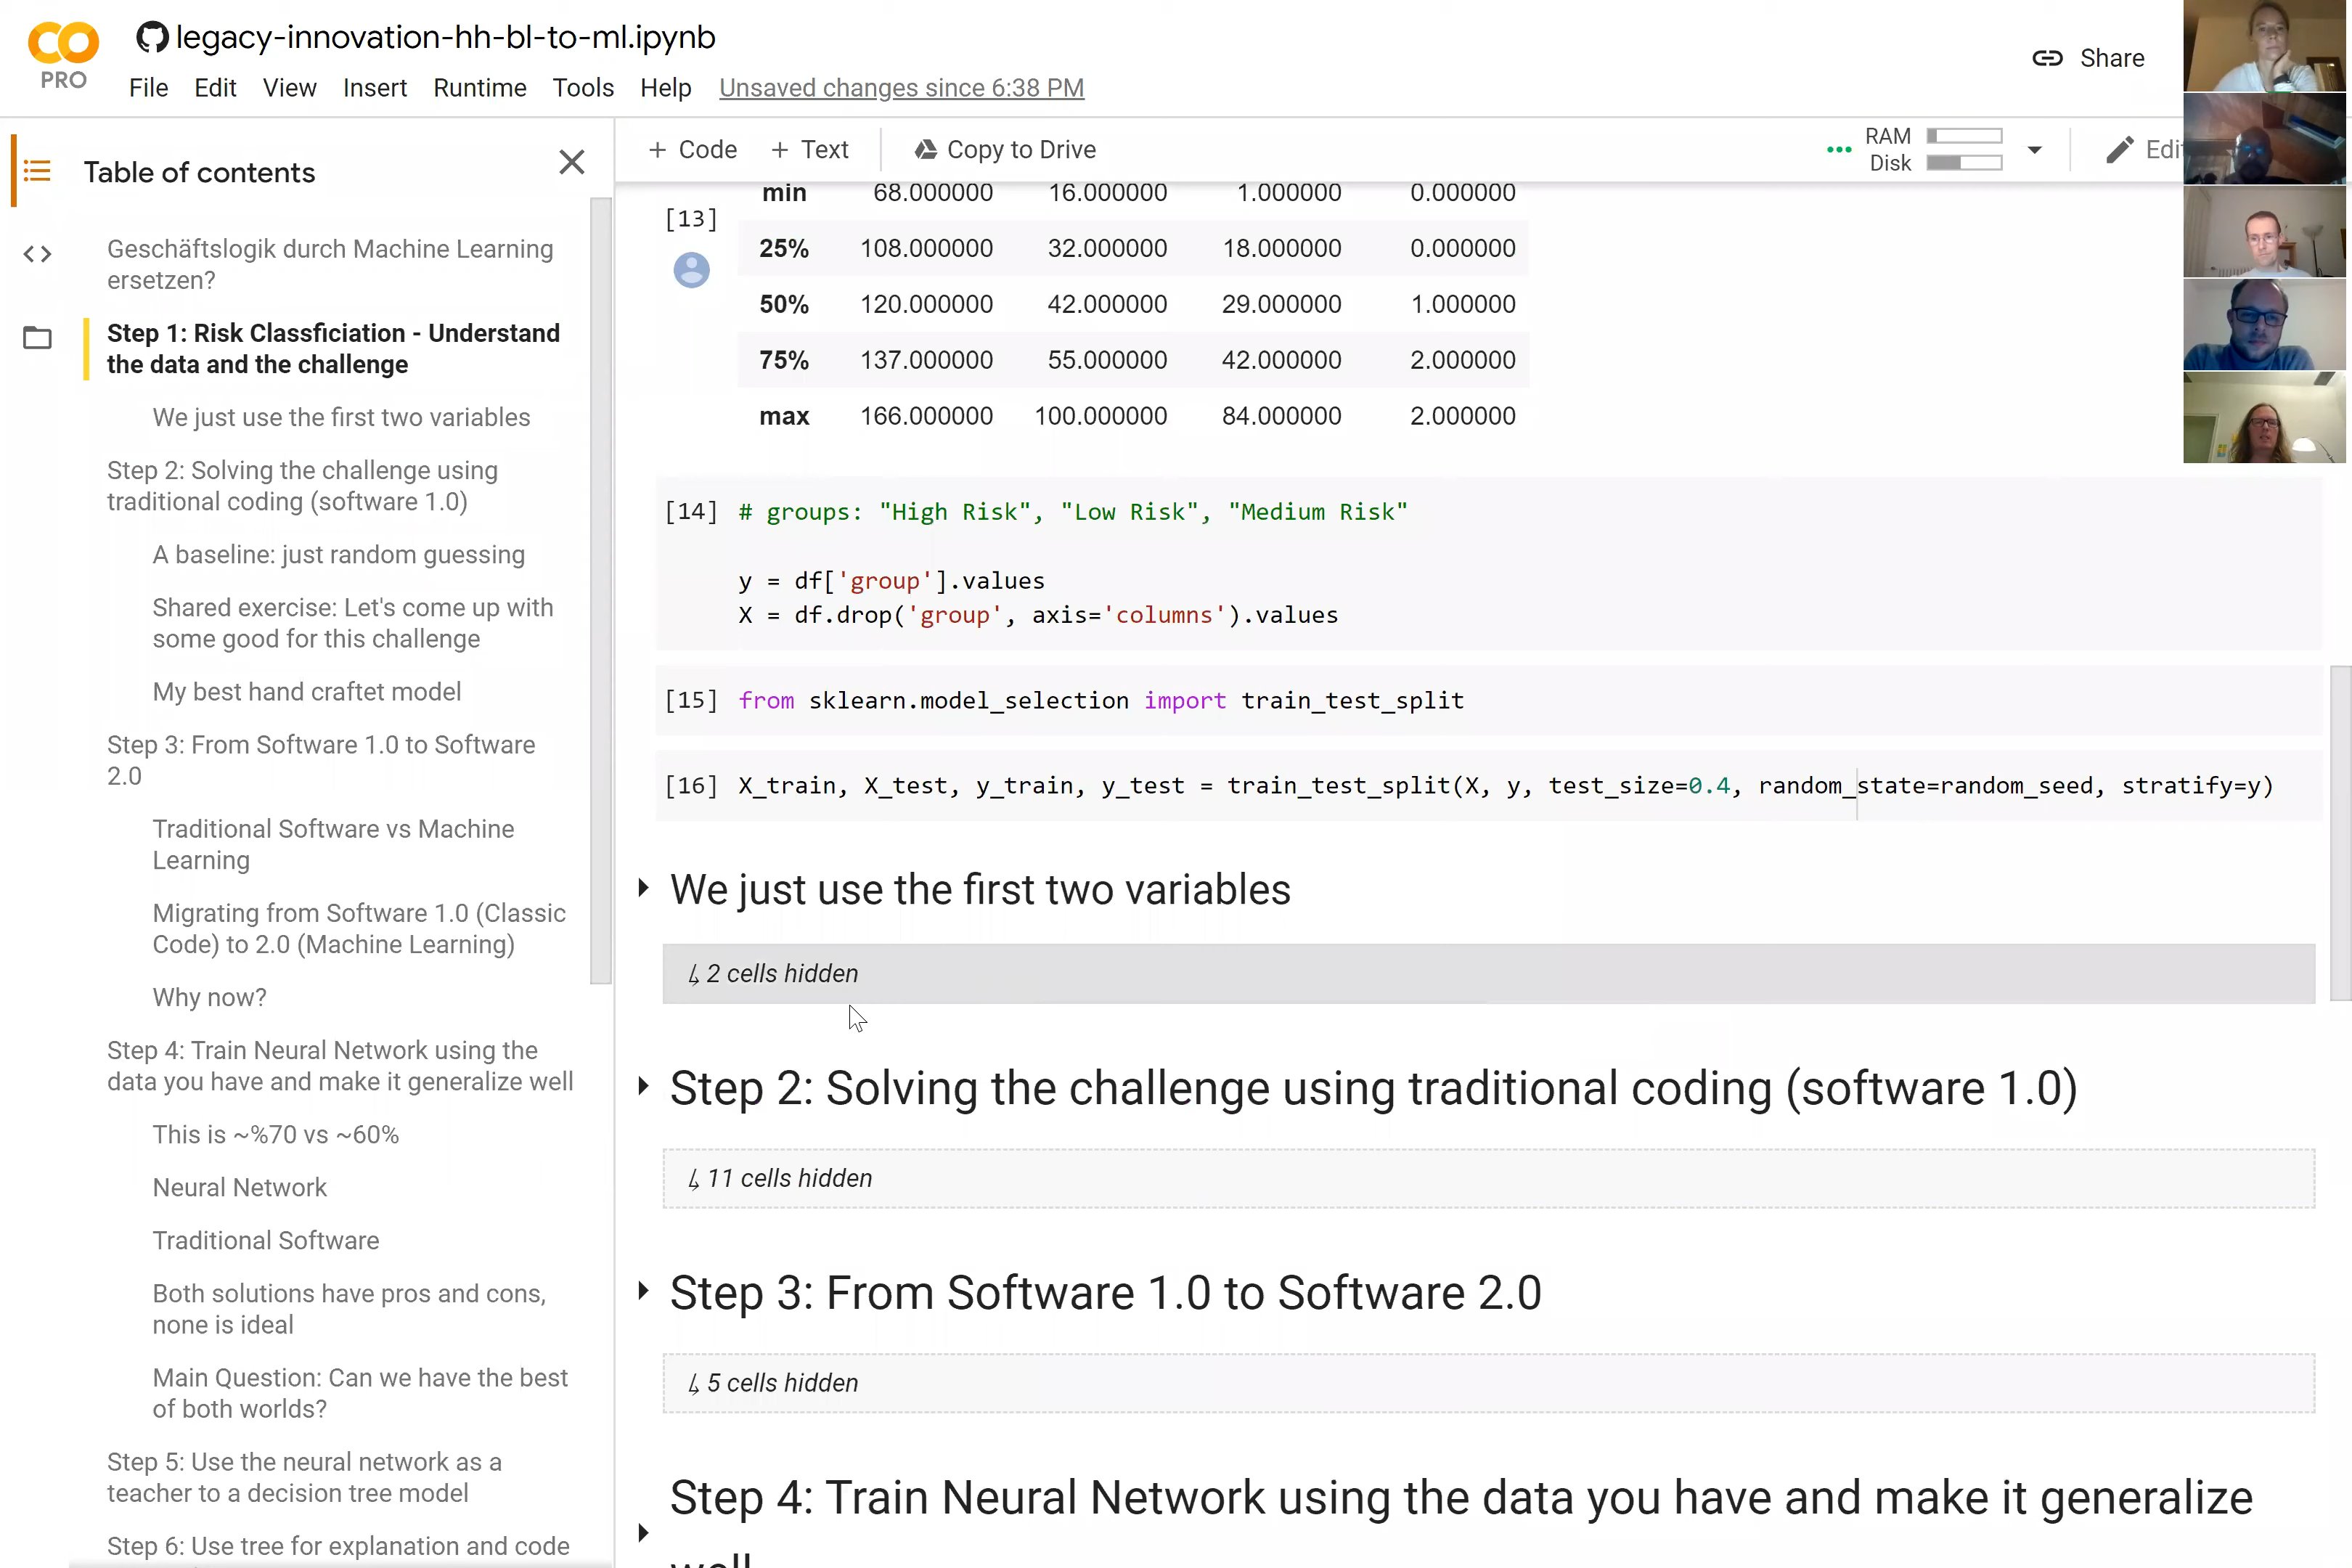 legacy-innovation-hh-bl-to-ml.ipynb
PRO
File Edit View Insert Runtime Tools Help Unsaved changes since 6:38 PM
Share
Table of contents
Geschäftslogik durch Machine Learning
ersetzen?
Step 1: Risk Classficiation - Understand
the data and the challenge
We just use the first two variables
Step 2: Solving the challenge using
traditional coding (software 1.0)
A baseline: just random guessing
Shared exercise: Let's come up with
some good for this challenge
My best hand craftet model
Step 3: From Software 1.0 to Software
2.0
Traditional Software vs Machine
Learning
Migrating from Software 1.0 (Classic
Code) to 2.0 (Machine Learning)
Why now?
Step 4: Train Neural Network using the
data you have and make it generalize well
This is ~%70 vs ~60%
Neural Network
Traditional Software
Both solutions have pros and cons,
none is ideal
Main Question: Can we have the best
of both worlds?
Step 5: Use the neural network as a
teacher to a decision tree model
Step 6: Use tree for explanation and code
+ Code + Text Copy to Drive
RAM
Disk
[13]
min 68.000000 16.000000 1.000000 0.000000
25% 108.000000 32.000000 18.000000 0.000000
50% 120.000000 42.000000 29.000000 1.000000
75% 137.000000 55.000000 42.000000 2.000000
max 166.000000 100.000000 84.000000 2.000000
[14] # groups: "High Risk", "Low Risk", "Medium Risk"
y = df['group'].values
X = df.drop('group', axis='columns').values
[15] from sklearn.model_selection import train_test_split
[16] X_train, X_test, y_train, y_test = train_test_split(X, y, test_size=0.4, random_state=random_seed, stratify=y)
We just use the first two variables
↳ 2 cells hidden
Step 2: Solving the challenge using traditional coding (software 1.0)
↳ 11 cells hidden
Step 3: From Software 1.0 to Software 2.0
↳ 5 cells hidden
Step 4: Train Neural Network using the data you have and make it generalize
well